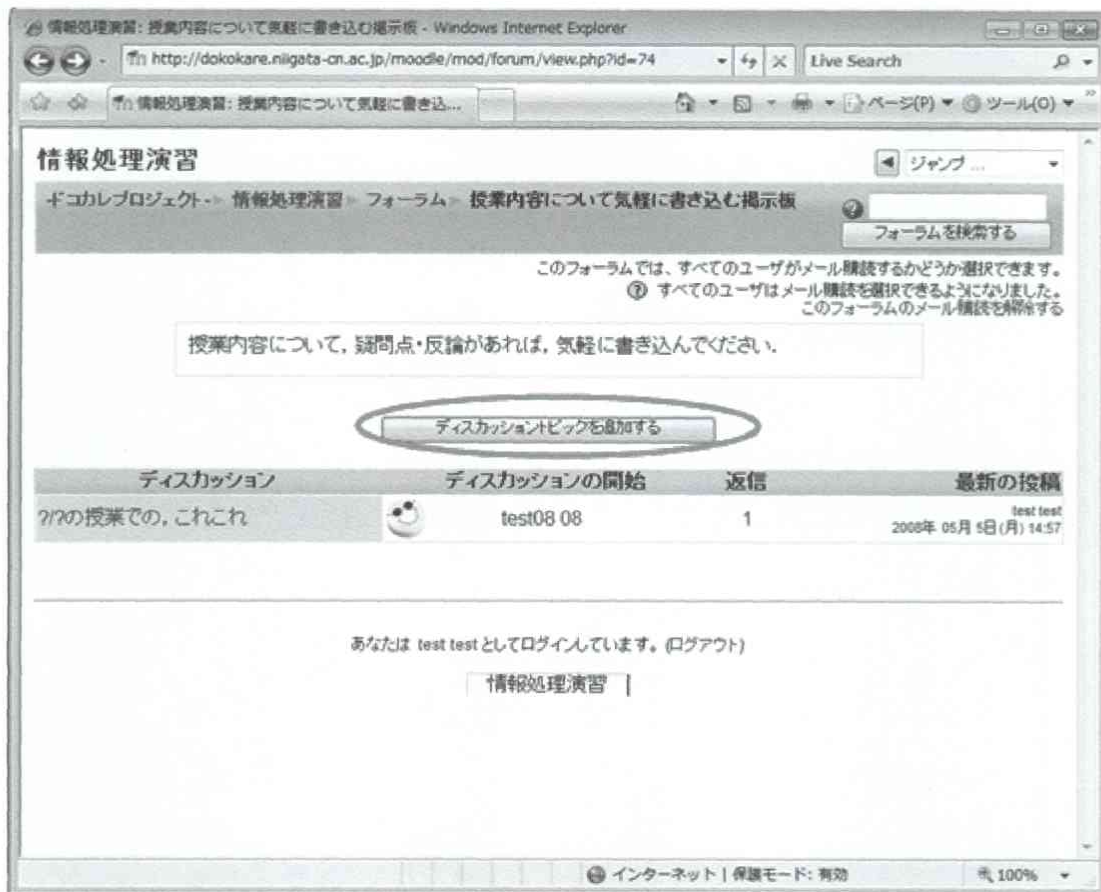 情報処理演習: 授業内容について気軽に書き込む掲示板 - Windows Internet Explorer
http://dokokare.niigata-cn.ac.jp/moodle/mod/forum/view.php?id=74
Live Search
情報処理演習: 授業内容について気軽に書き込...
ページ(P) ツール(O)
情報処理演習
ジャンプ...
ドコカレプロジェクト 情報処理演習 フォーラム 授業内容について気軽に書き込む掲示板
フォーラムを検索する
このフォーラムでは、すべてのユーザがメール購読するかどうか選択できます。
すべてのユーザはメール購読を選択できるようになりました。
このフォーラムのメール購読を解除する
授業内容について,疑問点・反論があれば,気軽に書き込んでください.
ディスカッショントピックを追加する
ディスカッション ディスカッションの開始 返信 最新の投稿
?/?の授業での,これこれ test08 08 1 test test
2008年 05月 5日(月) 14:57
あなたは test test としてログインしています。(ログアウト)
情報処理演習
インターネット | 保護モード: 有効 100%